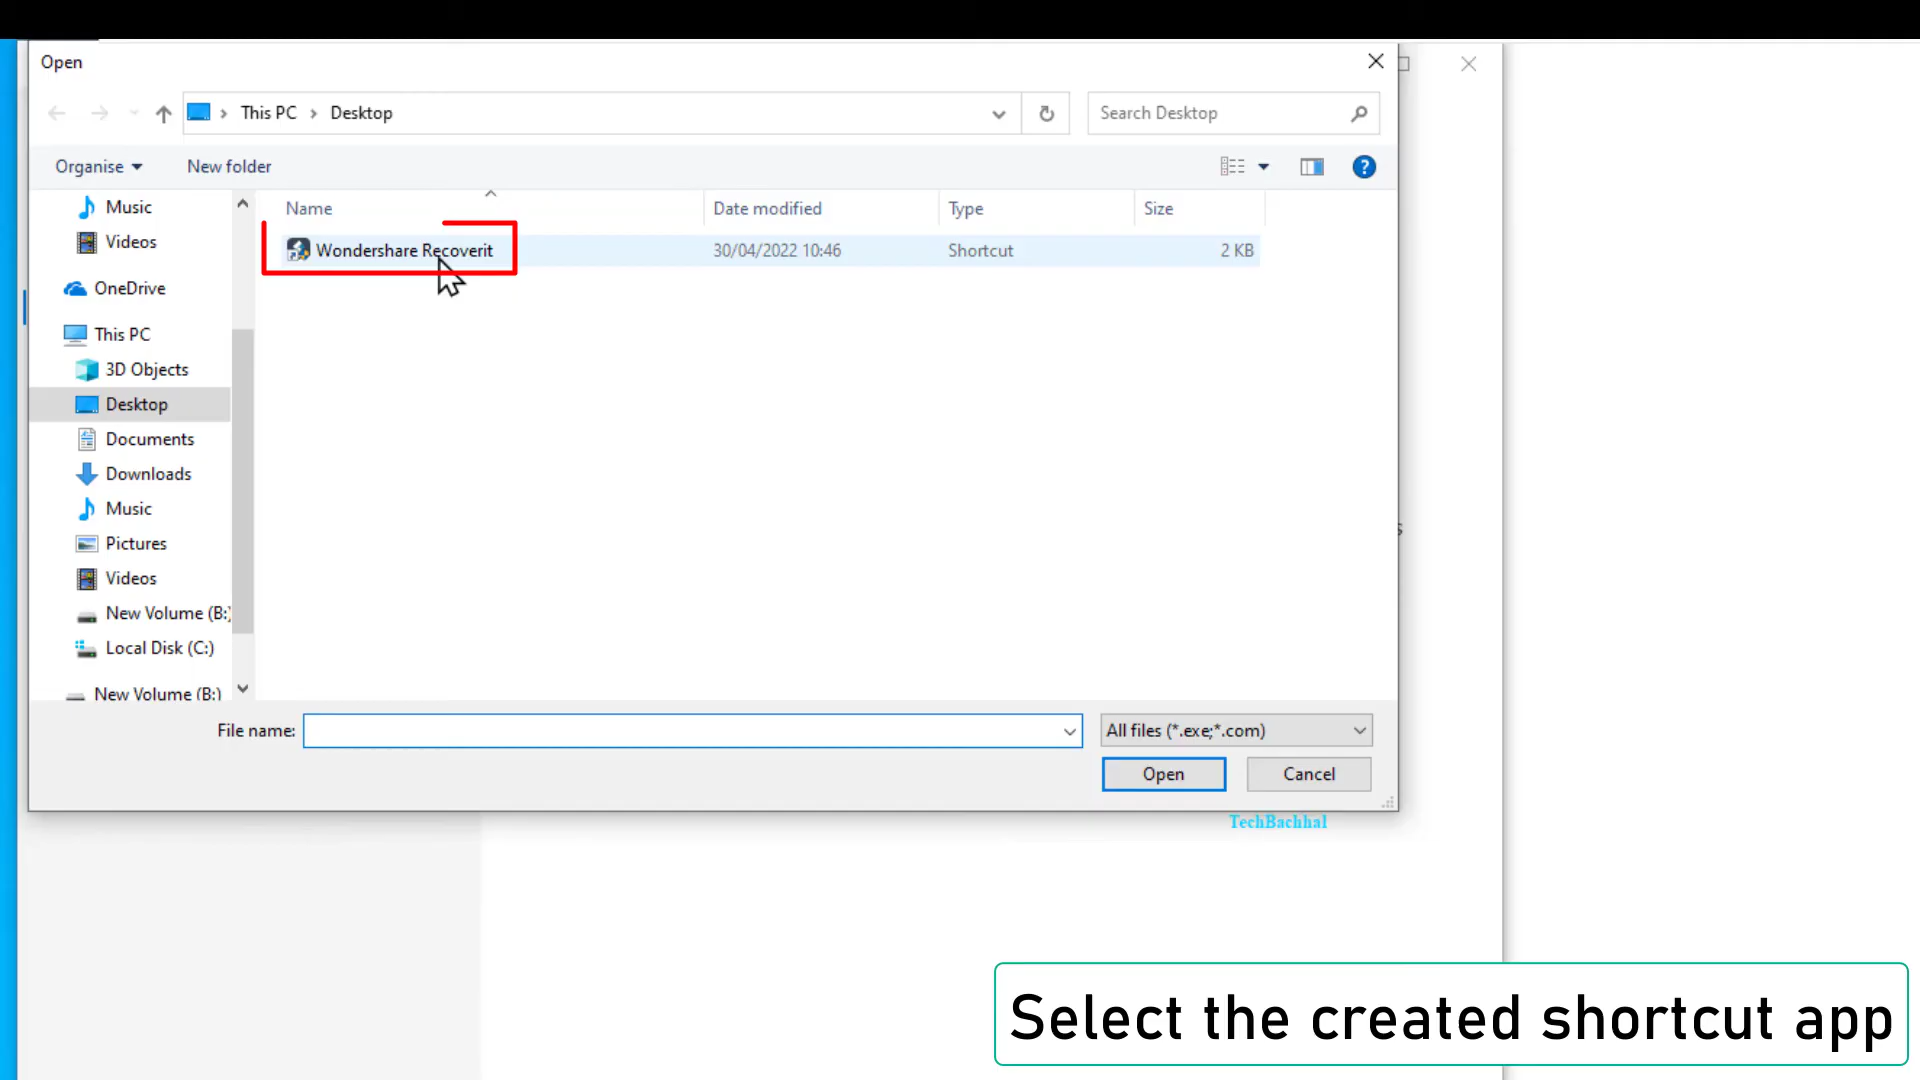 Open
This PC Desktop
Search Desktop
Organise New folder
?
Name Date modified Type Size
Wondershare Recoverit 30/04/2022 10:46 Shortcut 2 KB
Music
Videos
OneDrive
This PC
3D Objects
Desktop
Documents
Downloads
Music
Pictures
Videos
New Volume (B:)
Local Disk (C:)
New Volume (B:)
s
File name: All files (*.exe;*.com)
Open Cancel
TechBachhal
Select the created shortcut app